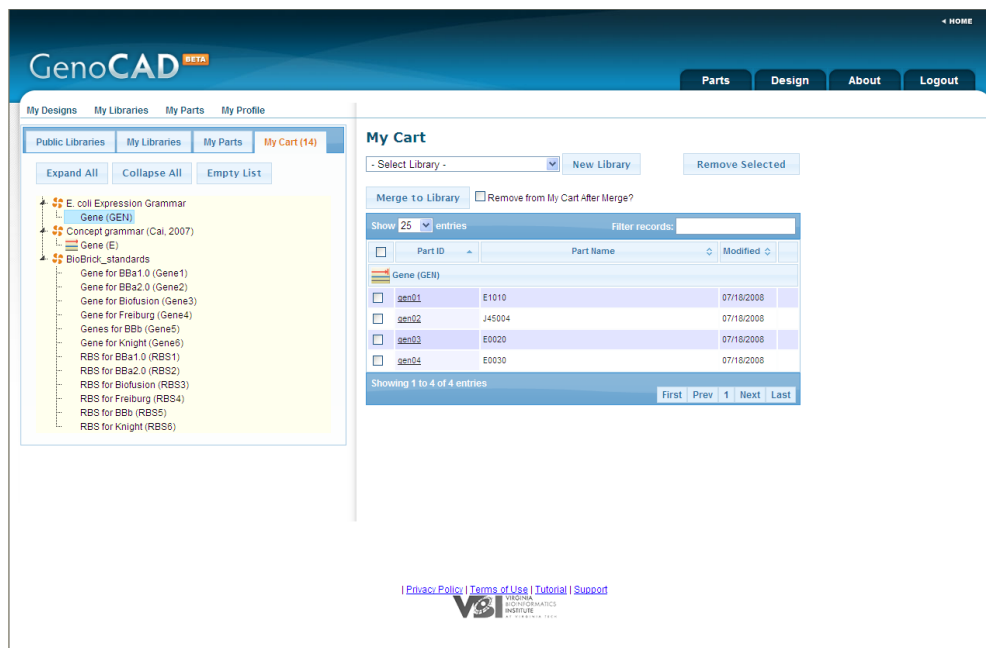 ◂ HOME
GenoCAD BETA
Parts Design About Logout
My Designs My Libraries My Parts My Profile
Public Libraries My Libraries My Parts My Cart (14)
Expand All Collapse All Empty List
E. coli Expression Grammar
Gene (GEN)
Concept grammar (Cai, 2007)
Gene (E)
BioBrick_standards
Gene for BBa1.0 (Gene1)
Gene for BBa2.0 (Gene2)
Gene for Biofusion (Gene3)
Gene for Freiburg (Gene4)
Genes for BBb (Gene5)
Gene for Knight (Gene6)
RBS for BBa1.0 (RBS1)
RBS for BBa2.0 (RBS2)
RBS for Biofusion (RBS3)
RBS for Freiburg (RBS4)
RBS for BBb (RBS5)
RBS for Knight (RBS6)
My Cart
- Select Library - New Library Remove Selected
Merge to Library Remove from My Cart After Merge?
Show 25 entries Filter records:
Part ID Part Name Modified
Gene (GEN)
gen01 E1010 07/18/2008
gen02 J45004 07/18/2008
gen03 E0020 07/18/2008
gen04 E0030 07/18/2008
Showing 1 to 4 of 4 entries
First Prev 1 Next Last
| Privacy Policy | Terms of Use | Tutorial | Support
VBI VIRGINIA
BIOINFORMATICS
INSTITUTE
AT VIRGINIA TECH